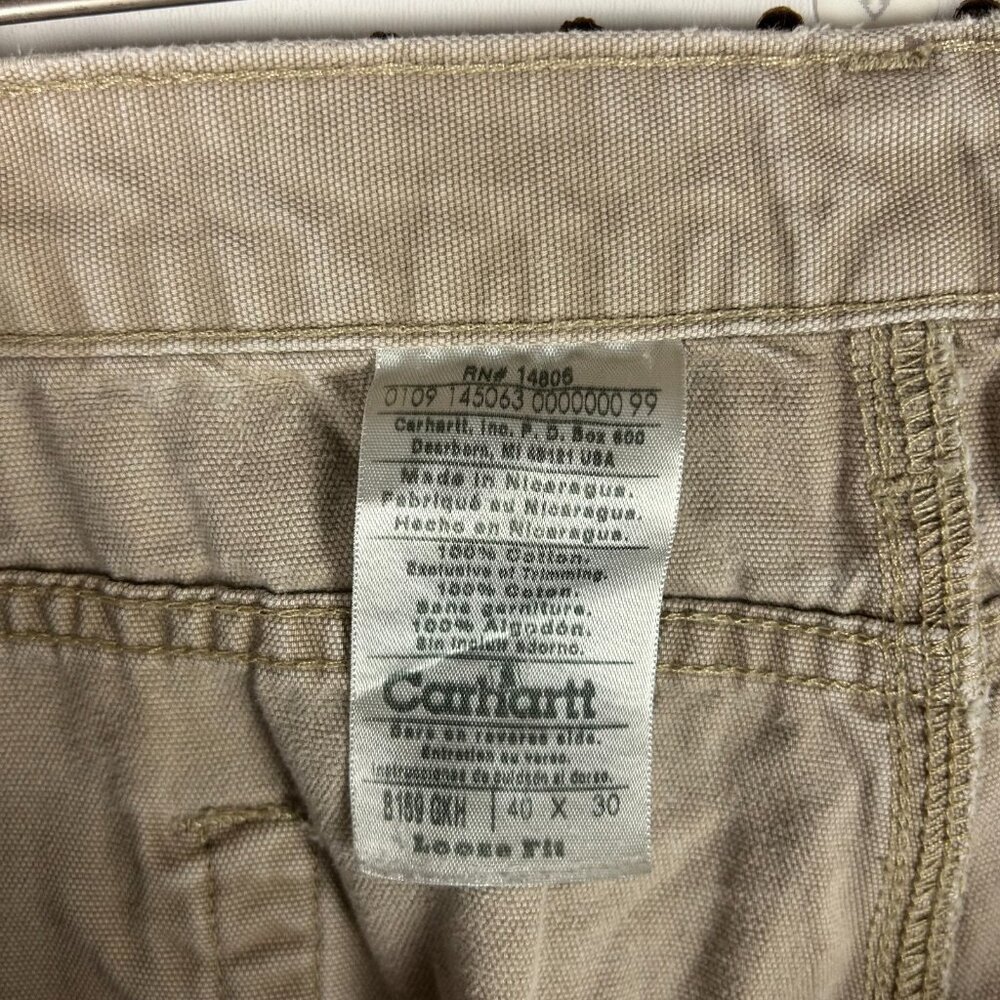 RN# 14806
0109 145063 0000000 99
Carhartt, Inc. P. O. Box 600
Dearborn, MI 48121 USA
Made in Nicaragua.
Fabriqué au Nicaragua.
Hecho en Nicaragua.
100% Cotton.
Exclusive of Trimming.
100% Coton.
Sans garniture.
100% Algodón.
Sin incluir adorno.
Carhartt
Care on reverse side.
Entretien au verso.
Instrucciones de cuidado al dorso.
B159 DKH 40 X 30
Loose Fit